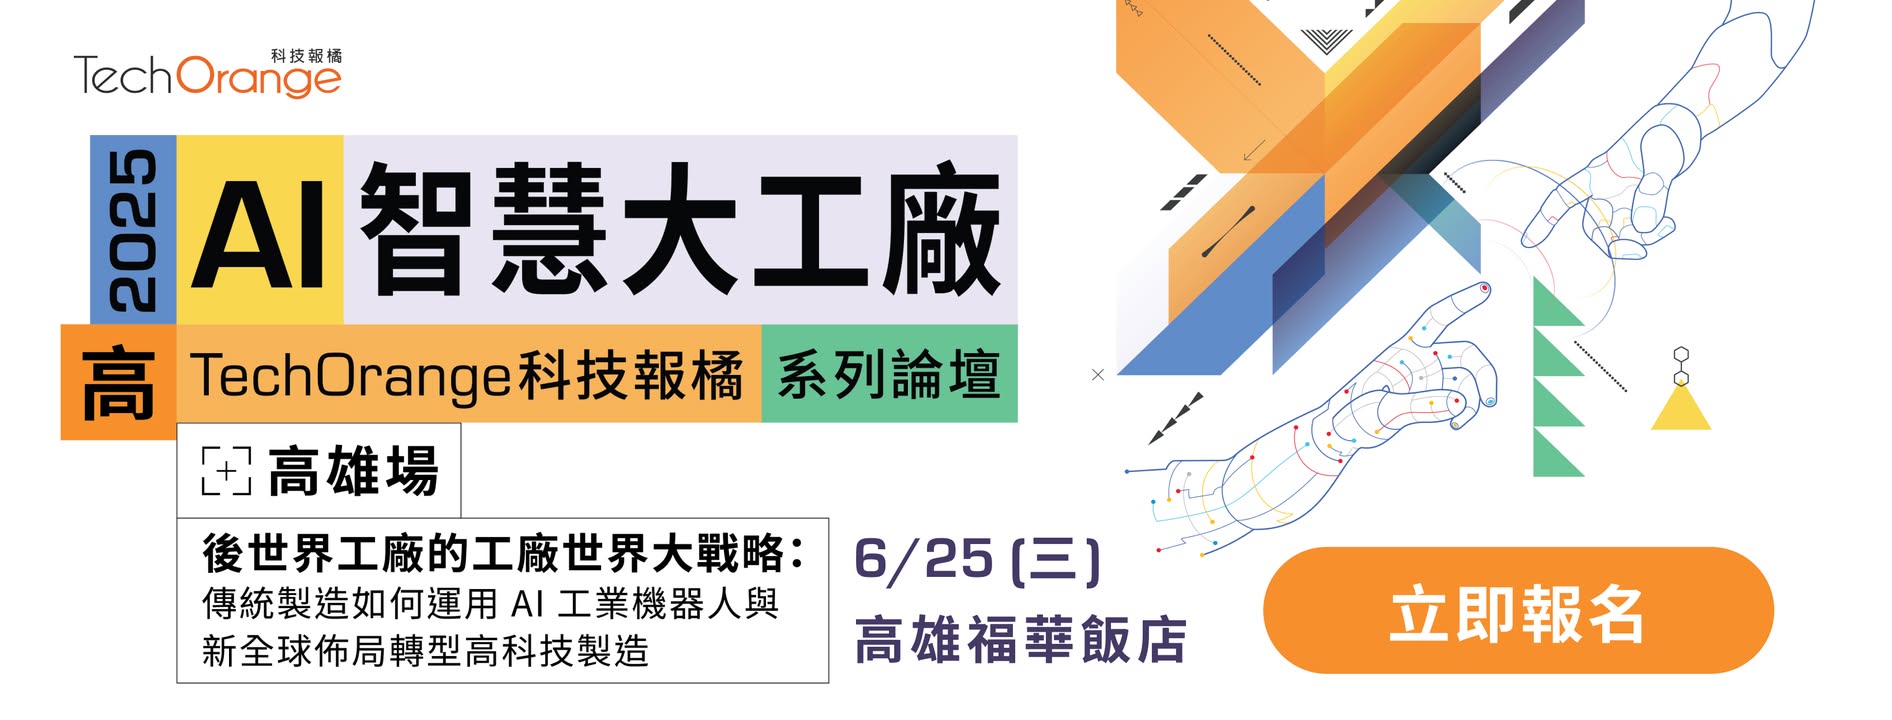 科技報橘
TechOrange
2025
AI 智慧大工廠
高
TechOrange科技報橘 系列論壇
高雄場
後世界工廠的工廠世界大戰略：
傳統製造如何運用 AI 工業機器人與
新全球佈局轉型高科技製造
6/25 (三)
高雄福華飯店
立即報名